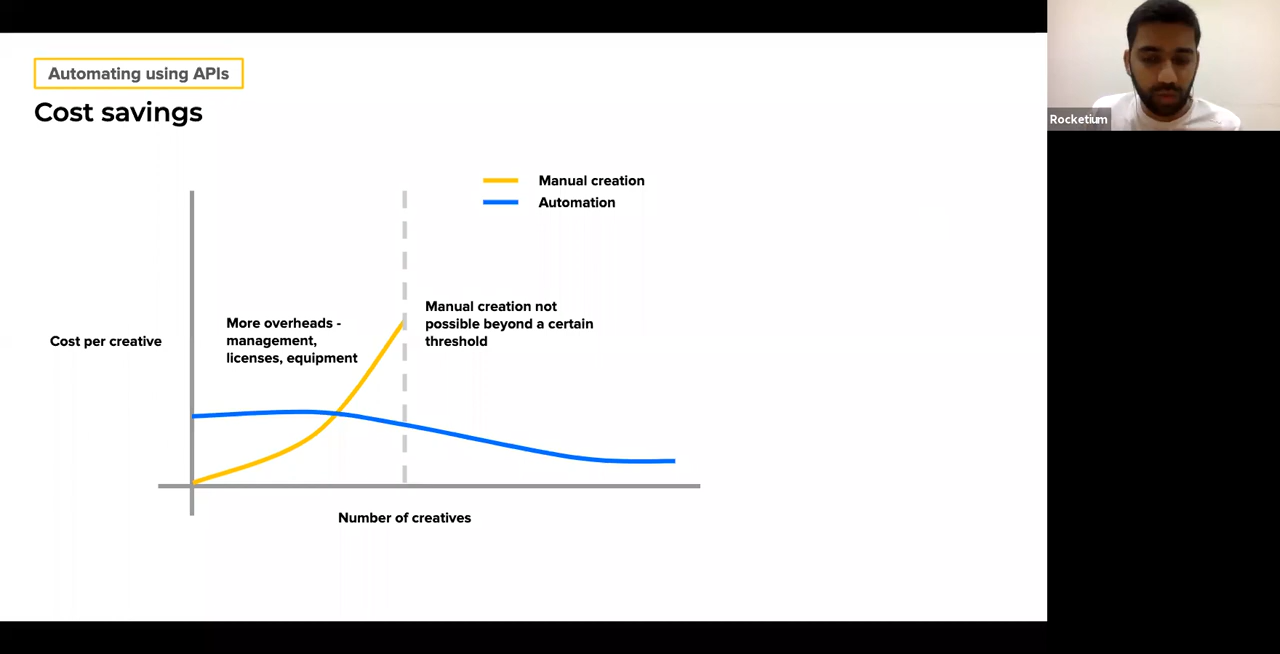 Automating using APIs
Cost savings
Rocketium
Manual creation
Automation
More overheads -
management,
licenses, equipment
Manual creation not
possible beyond a certain
threshold
Cost per creative
Number of creatives